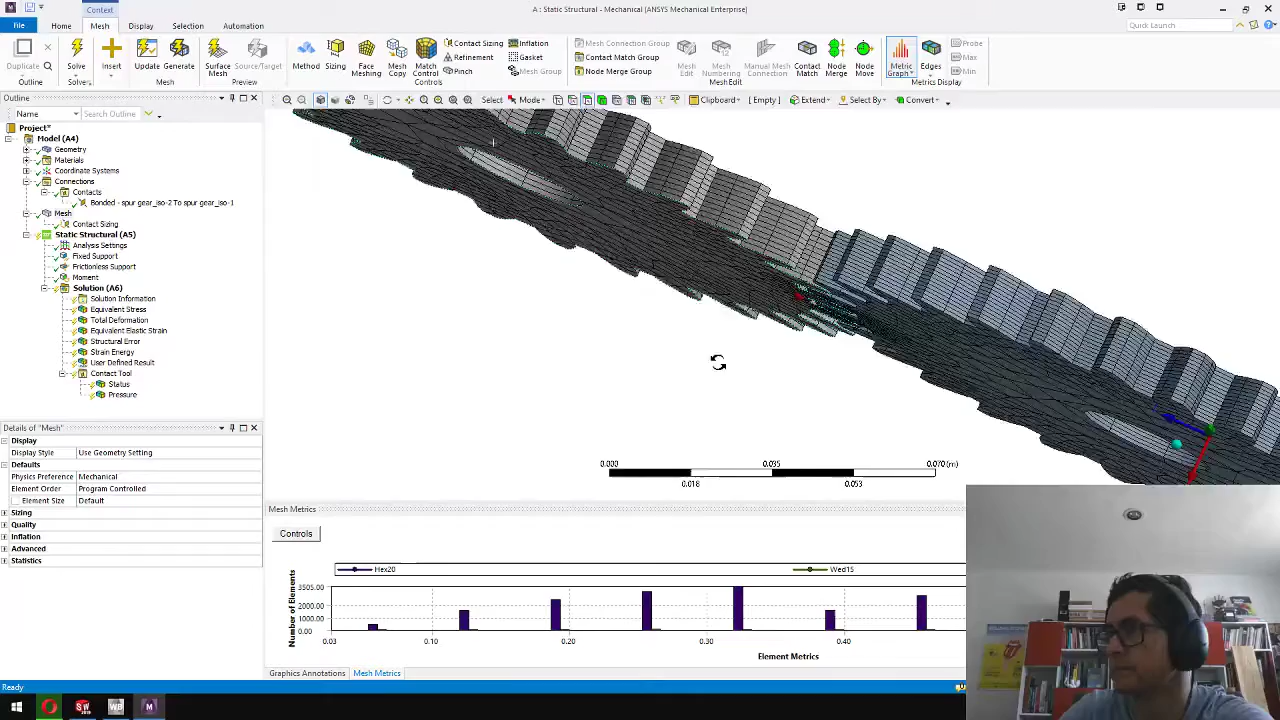 Context
A : Static Structural - Mechanical (ANSYS Mechanical Enterprise)
File Home Mesh Display Selection Automation
Quick Launch
Duplicate Solve Insert Update Generate Surface Mesh Source/Target Method Sizing Face Meshing Mesh Copy Match Control
Contact Sizing Inflation
Refinement Gasket
Pinch Mesh Group
Mesh Connection Group
Contact Match Group
Node Merge Group
Mesh Edit Mesh Numbering Manual Mesh Connection Contact Match Node Merge Node Move Metric Graph Edges
Probe
Max
Min
Outline Solve Mesh Preview Controls MeshEdit Metrics Display
Outline
Select Mode Clipboard [ Empty ] Extend Select By Convert
Name Search Outline
Project*
Model (A4)
Geometry
Materials
Coordinate Systems
Connections
Contacts
Bonded - spur gear_iso-2 To spur gear_iso-1
Mesh
Contact Sizing
Static Structural (A5)
Analysis Settings
Fixed Support
Frictionless Support
Moment
Solution (A6)
Solution Information
Equivalent Stress
Total Deformation
Equivalent Elastic Strain
Structural Error
Strain Energy
User Defined Result
Contact Tool
Status
Pressure
Details of "Mesh"
Display
Display Style Use Geometry Setting
Defaults
Physics Preference Mechanical
Element Order Program Controlled
Element Size Default
Sizing
Quality
Inflation
Advanced
Statistics
0.000 0.035 0.070 (m)
0.018 0.053
Mesh Metrics
Controls
Hex20 Wed15
Number of Elements
3505.00
2000.00
1000.00
0.00
0.03 0.10 0.20 0.30 0.40
Element Metrics
Graphics Annotations Mesh Metrics
Ready